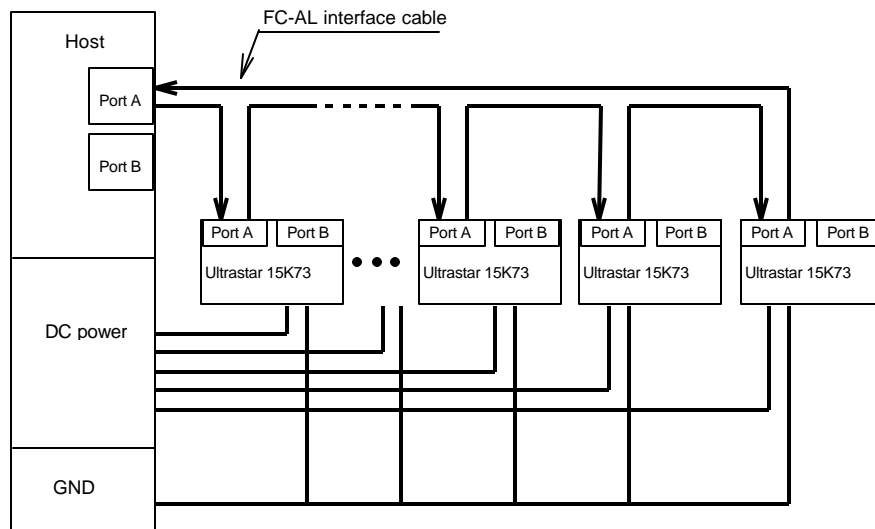 FC-AL interface cable
Host
Port A
Port B
Port A Port B
Ultrastar 15K73
Port A Port B
Ultrastar 15K73
Port A Port B
Ultrastar 15K73
Port A Port B
Ultrastar 15K73
DC power
GND